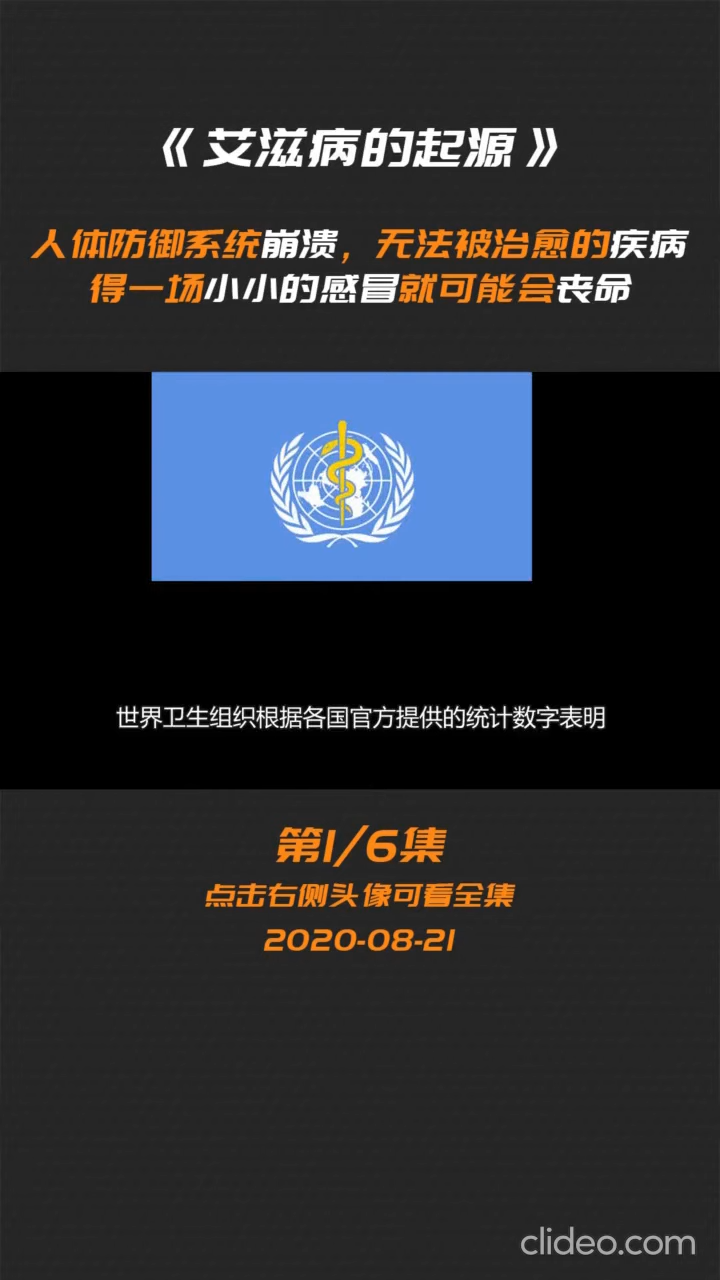 《艾滋病的起源》
人体防御系统崩溃，无法被治愈的疾病
得一场小小的感冒就可能会丧命
世界卫生组织根据各国官方提供的统计数字表明
第1/6集
点击右侧头像可看全集
2020-08-21
clideo.com